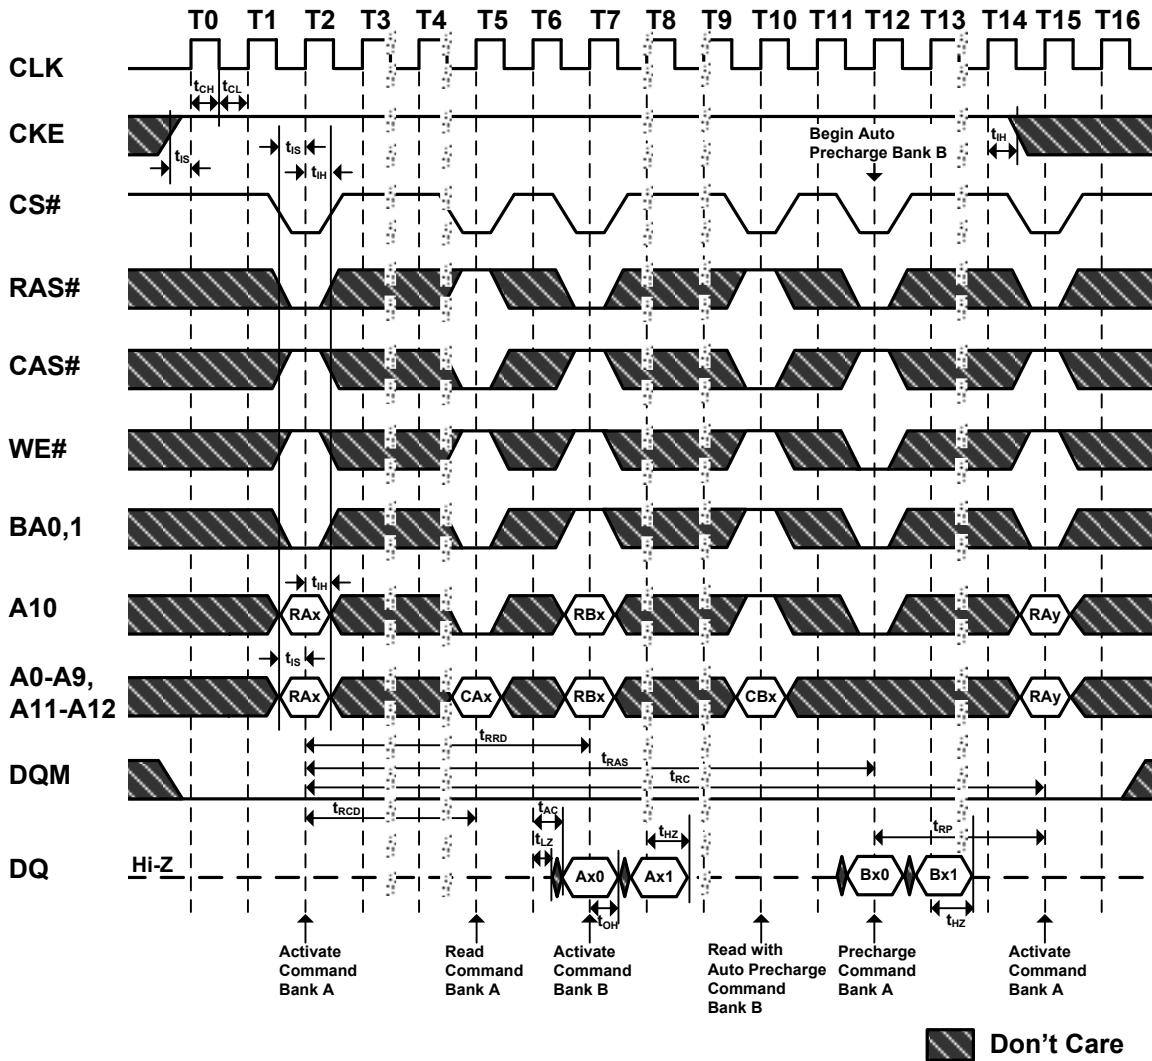 T0 T1 T2 T3 T4 T5 T6 T7 T8 T9 T10 T11 T12 T13 T14 T15 T16
CLK
tCH tCL
CKE
tIS
tIS
tIH
Begin Auto
Precharge Bank B
tIH
CS#
RAS#
CAS#
WE#
BA0,1
tIH
A10
RAx RBx RAy
tIS
A0-A9,
A11-A12
RAx CAx RBx CBx RAy
tRRD
tRAS
tRC
DQM
tRCD
tAC
tLZ
tHZ
tRP
DQ
Hi-Z
Ax0 Ax1 Bx0 Bx1
tOH
tHZ
Activate
Command
Bank A
Read
Command
Bank A
Activate
Command
Bank B
Read with
Auto Precharge
Command
Bank B
Precharge
Command
Bank A
Activate
Command
Bank A
Don't Care